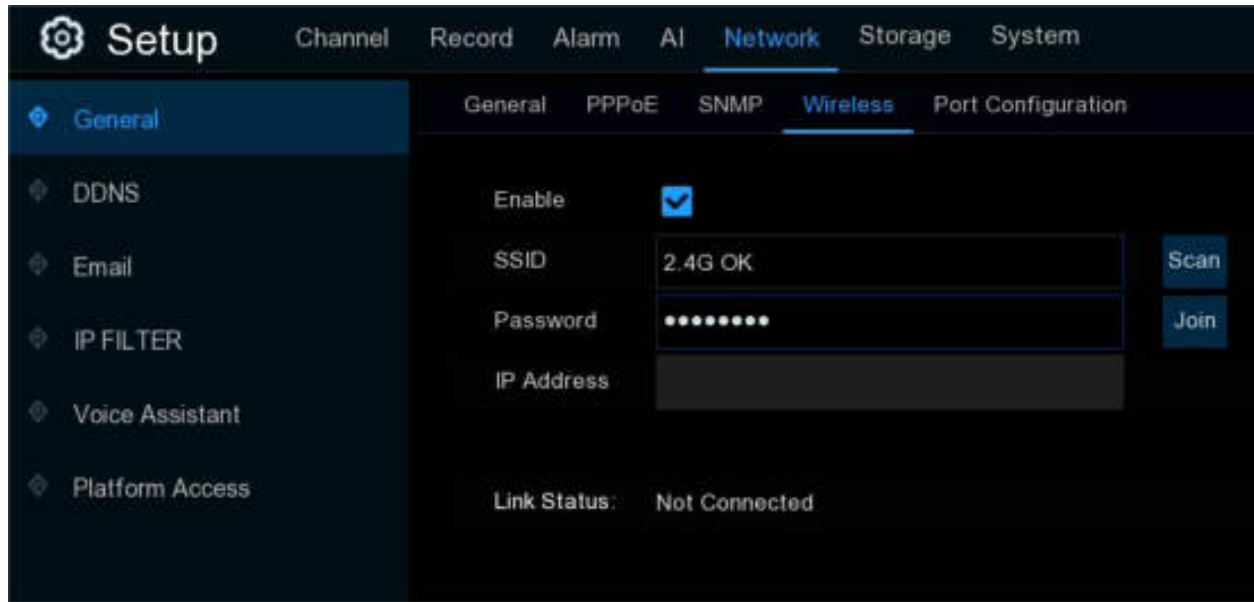 Setup Channel Record Alarm AI Network Storage System
General PPPoE SNMP Wireless Port Configuration
General
DDNS
Email
IP FILTER
Voice Assistant
Platform Access
Enable
SSID 2.4G OK Scan
Password •••••••• Join
IP Address
Link Status: Not Connected